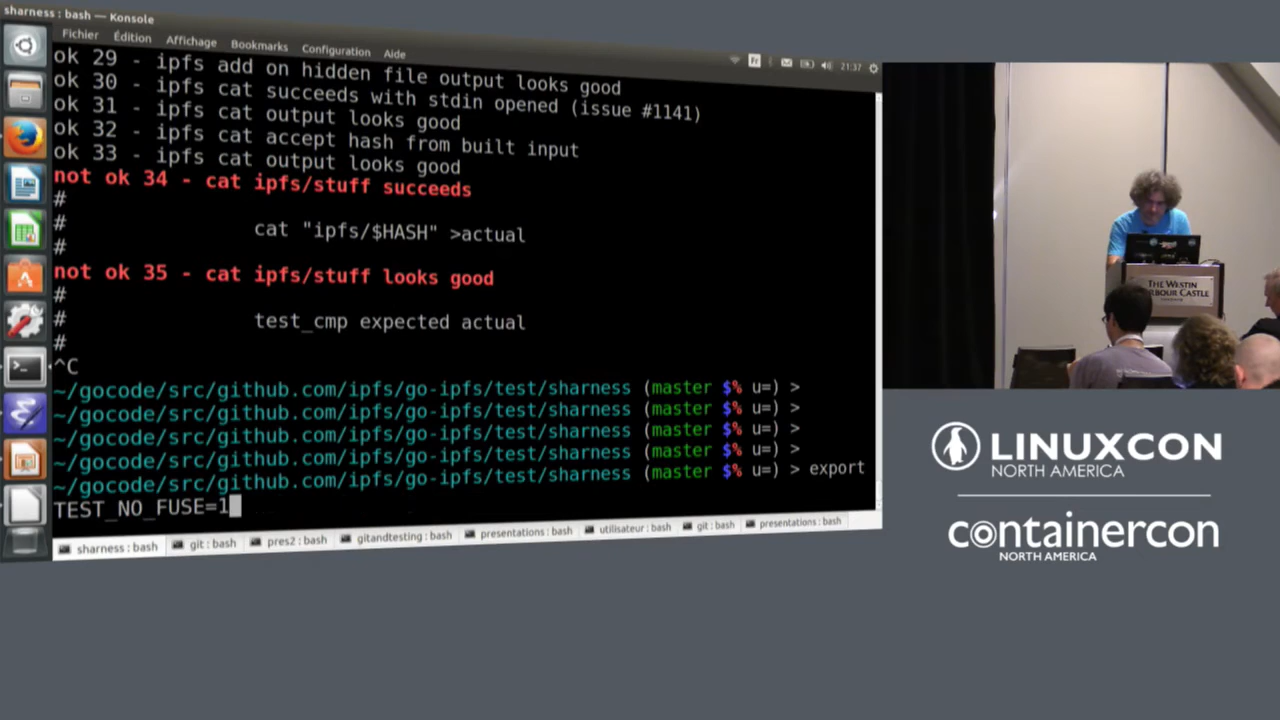 sharness : bash — Konsole
Fichier Édition Affichage Bookmarks Configuration Aide
Fr 21:37
ok 29 - ipfs add on hidden file output looks good
ok 30 - ipfs cat succeeds with stdin opened (issue #1141)
ok 31 - ipfs cat output looks good
ok 32 - ipfs cat accept hash from built input
ok 33 - ipfs cat output looks good
not ok 34 - cat ipfs/stuff succeeds
#
# cat "ipfs/$HASH" >actual
#
not ok 35 - cat ipfs/stuff looks good
#
# test_cmp expected actual
#
^C
~/gocode/src/github.com/ipfs/go-ipfs/test/sharness (master $% u=) >
~/gocode/src/github.com/ipfs/go-ipfs/test/sharness (master $% u=) >
~/gocode/src/github.com/ipfs/go-ipfs/test/sharness (master $% u=) >
~/gocode/src/github.com/ipfs/go-ipfs/test/sharness (master $% u=) >
~/gocode/src/github.com/ipfs/go-ipfs/test/sharness (master $% u=) > export
TEST_NO_FUSE=1
sharness : bash git : bash pres2 : bash gitandtesting : bash presentations : bash utilisateur : bash git : bash presentations : bash
THE WESTIN
HARBOUR CASTLE
LINUXCON
NORTH AMERICA
containercon
NORTH AMERICA